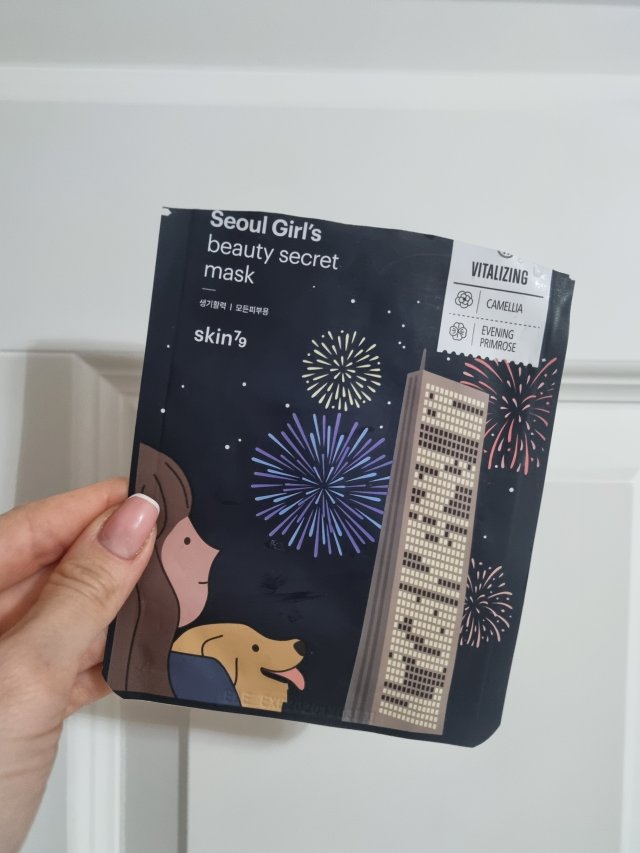 Seoul Girl's
beauty secret
mask
생기활력 | 모든피부용
skin79
VITALIZING
CAMELLIA
EVENING
PRIMROSE